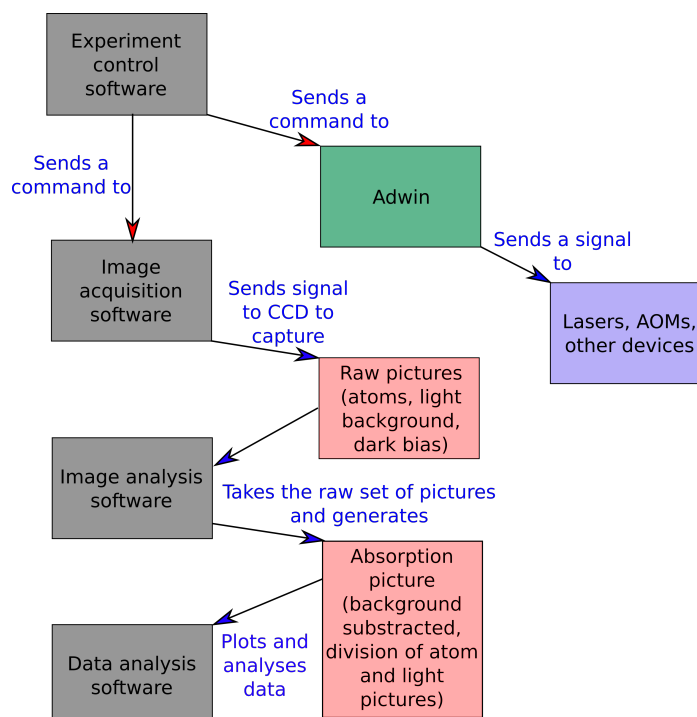 Experiment
control
software
Sends a
command to
Sends a
command to
Adwin
Sends a signal
to
Image
acquisition
software
Sends signal
to CCD to
capture
Lasers, AOMs,
other devices
Raw pictures
(atoms, light
background,
dark bias)
Image analysis
software
Takes the raw set of pictures
and generates
Absorption
picture
(background
substracted,
division of atom
and light
pictures)
Plots and
analyses
data
Data analysis
software